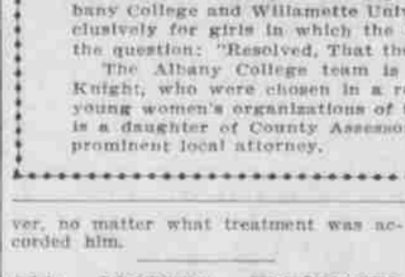 bany College and Willamette Univ
clusively for girls in which the
the question: "Resolved, That the
The Albany College team is
Knight, who were chosen in a r
young women's organizations of
is a daughter of County Assesso
prominent local attorney.
ver, no matter what treatment was ac-
corded him.